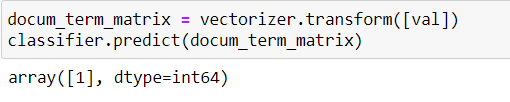 docum_term_matrix = vectorizer.transform([val])
classifier.predict(docum_term_matrix)
array([1], dtype=int64)